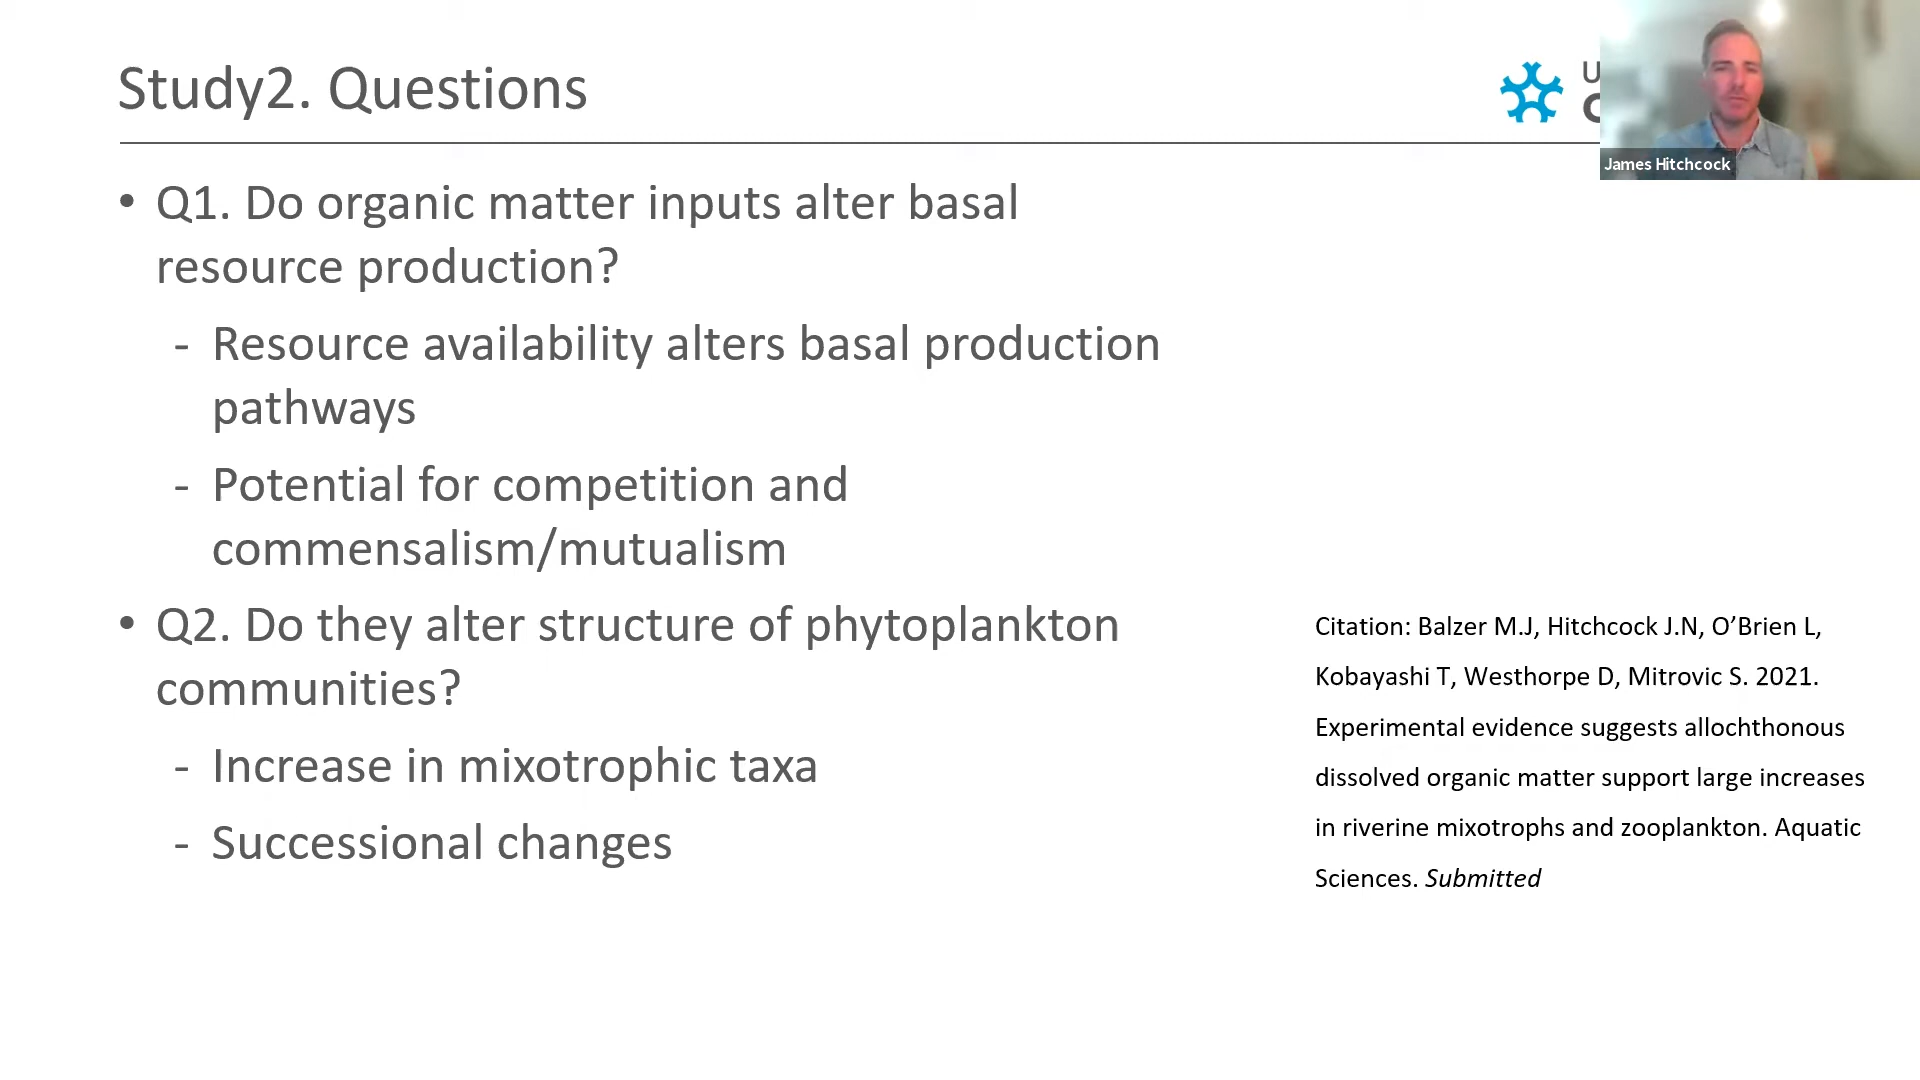 Study2. Questions
U
C
James Hitchcock
• Q1. Do organic matter inputs alter basal
resource production?
- Resource availability alters basal production
pathways
- Potential for competition and
commensalism/mutualism
• Q2. Do they alter structure of phytoplankton
communities?
- Increase in mixotrophic taxa
- Successional changes
Citation: Balzer M.J, Hitchcock J.N, O’Brien L,
Kobayashi T, Westhorpe D, Mitrovic S. 2021.
Experimental evidence suggests allochthonous
dissolved organic matter support large increases
in riverine mixotrophs and zooplankton. Aquatic
Sciences. Submitted